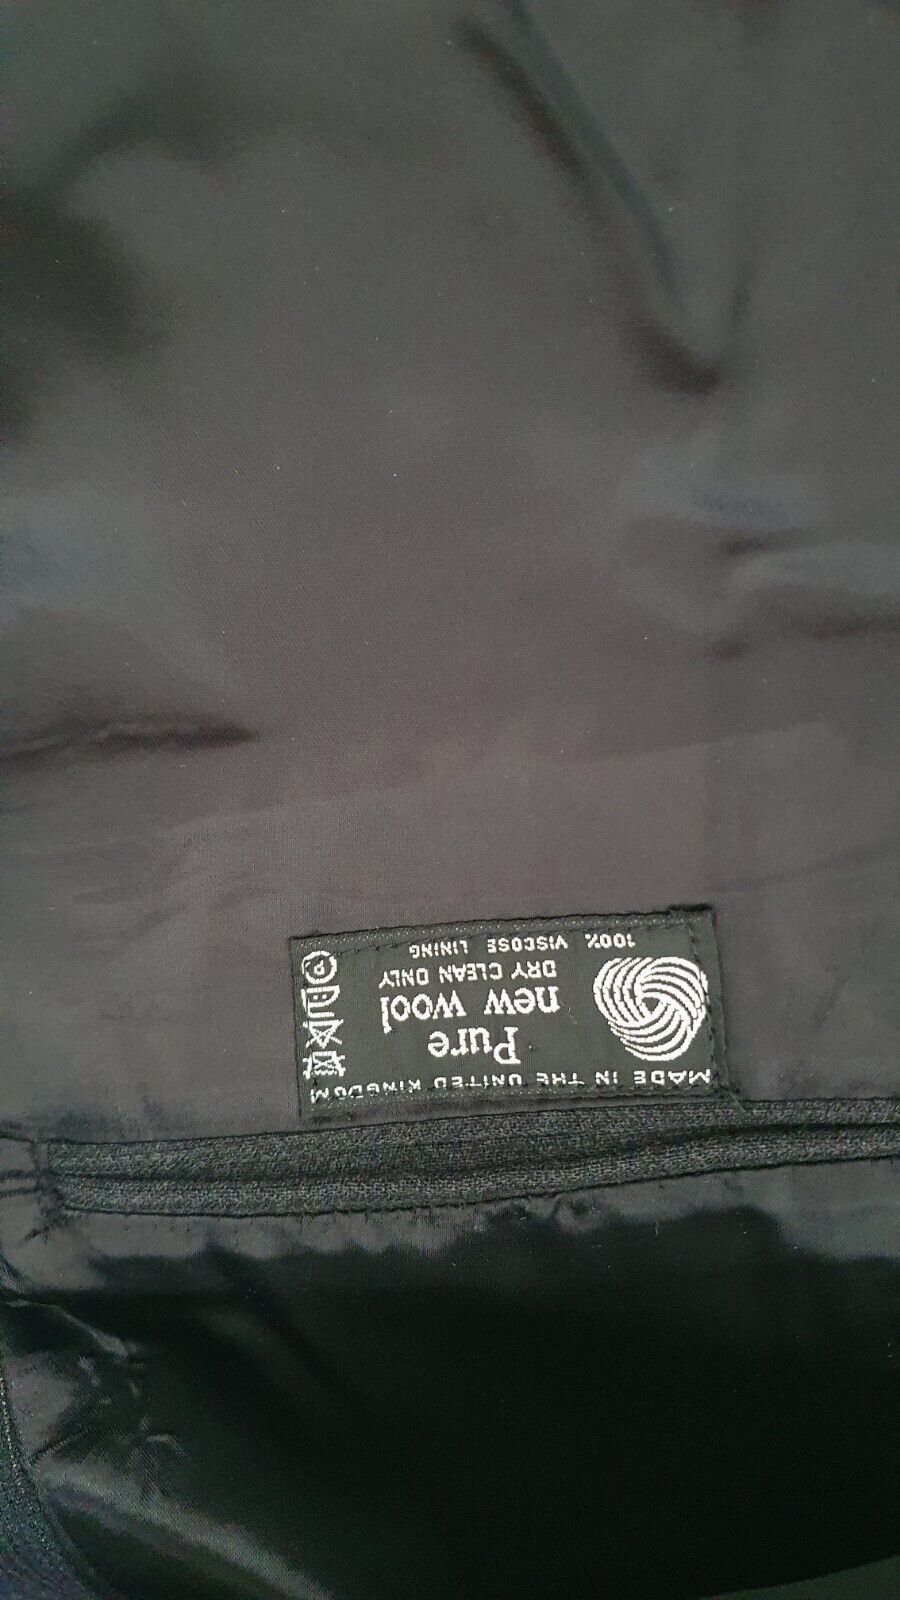 MADE IN THE UNITED KINGDOM
Pure
new wool
DRY CLEAN ONLY
100% VISCOSE LINING
P